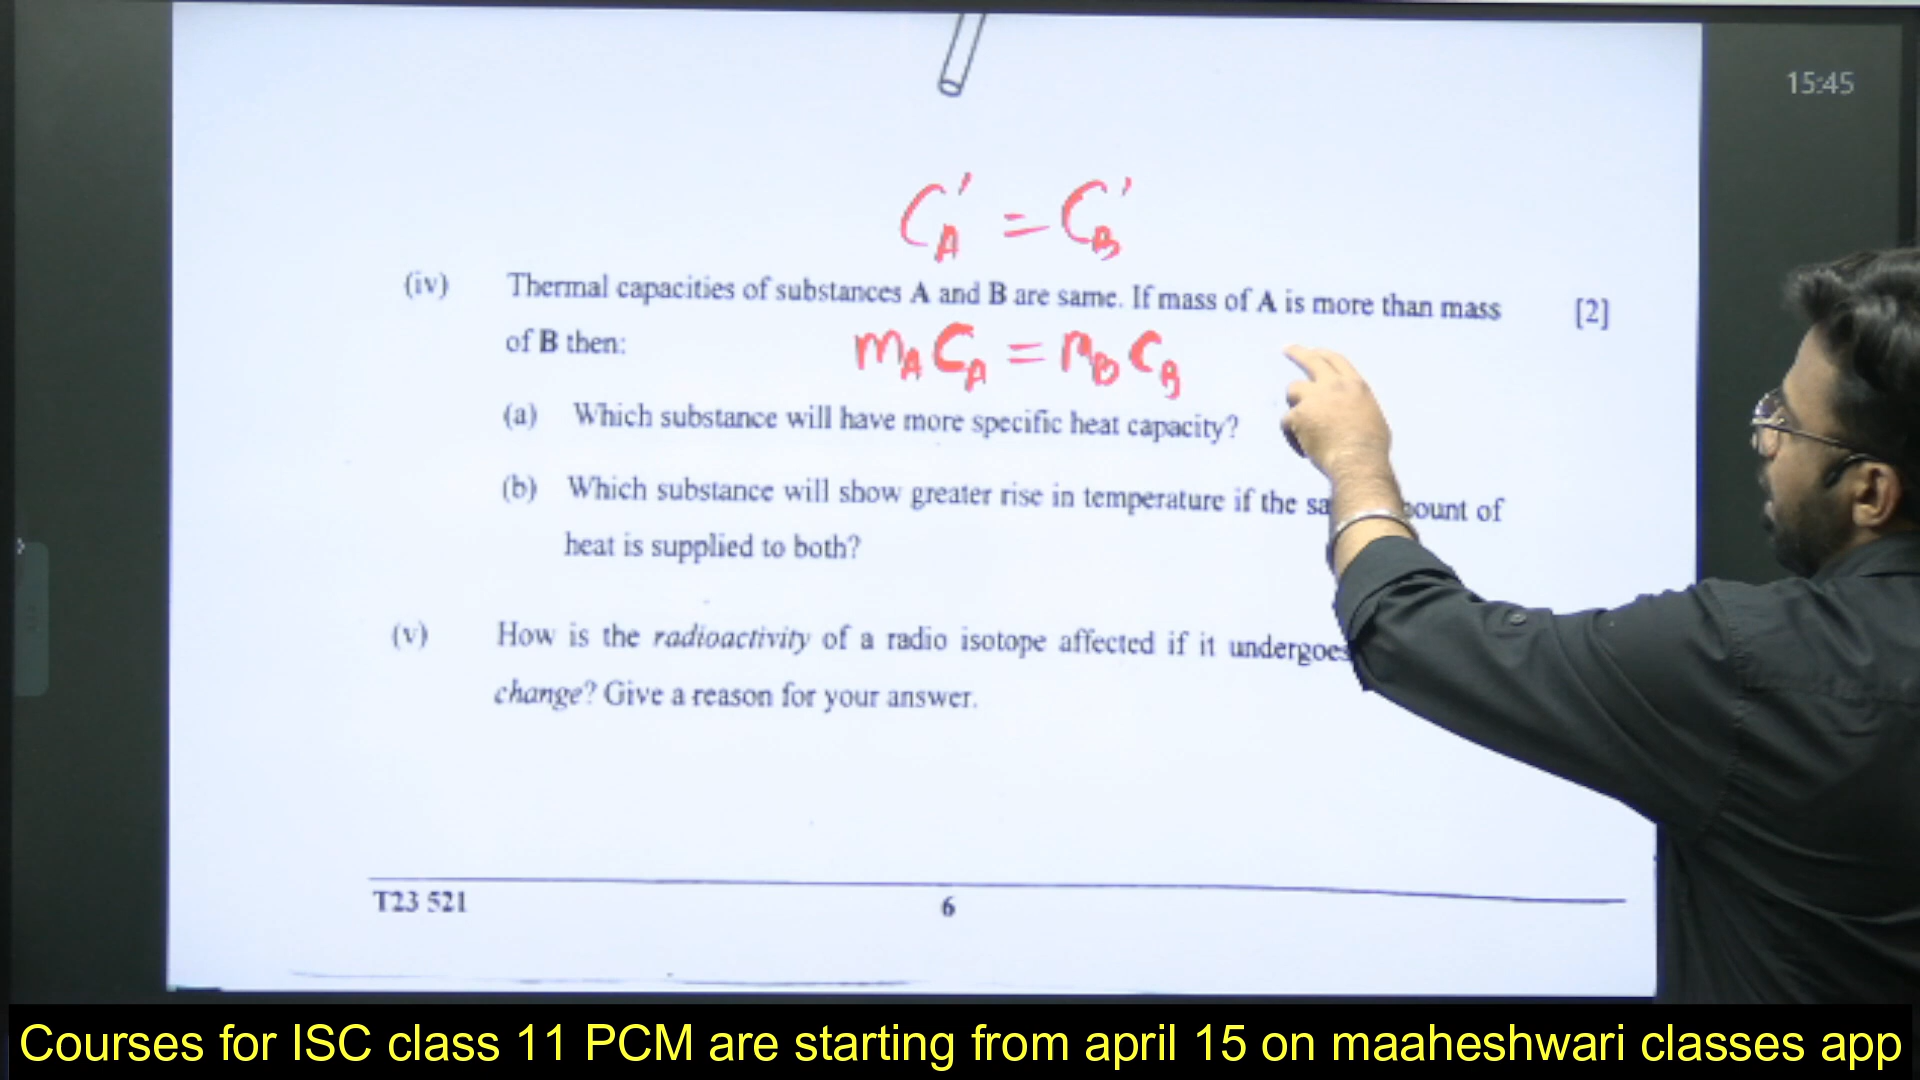 15:45
C'A = C'B
(iv) Thermal capacities of substances A and B are same. If mass of A is more than mass [2]
of B then:
mA CA = mB CB
(a) Which substance will have more specific heat capacity?
(b) Which substance will show greater rise in temperature if the of
heat is supplied to both?
(v) How is the radioactivity of a radio isotope affected if it undergoes
change? Give a reason for your answer.
T23 521 6
Courses for ISC class 11 PCM are starting from april 15 on maaheshwari classes app